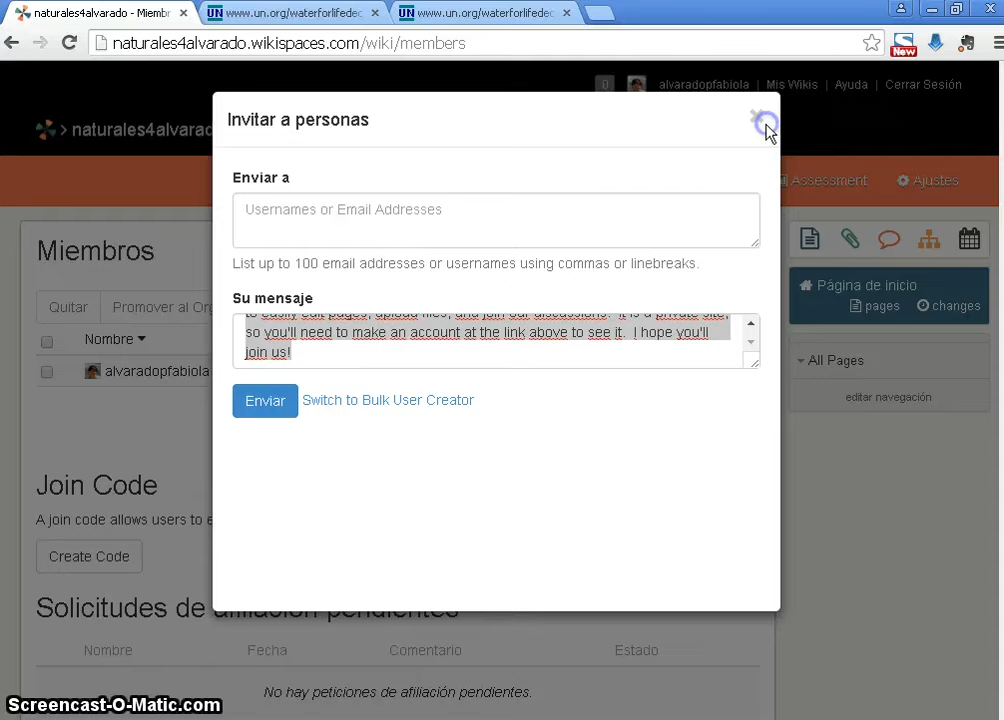 naturales4alvarado - Miembr
www.un.org/waterforlifedec
www.un.org/waterforlifedec
naturales4alvarado.wikispaces.com/wiki/members
New
0 alvaradopfabiola | Mis Wikis | Ayuda | Cerrar Sesión
naturales4alvarado
Invitar a personas
Assessment
Ajustes
Enviar a
Usernames or Email Addresses
List up to 100 email addresses or usernames using commas or linebreaks.
Su mensaje
to easily edit pages, upload files, and join our discussions. It is a private site,
so you'll need to make an account at the link above to see it. I hope you'll
join us!
Enviar
Switch to Bulk User Creator
Miembros
Quitar
Promover al Org
Nombre
alvaradopfabiola
Join Code
A join code allows users to e
Create Code
Solicitudes de afiliación pendientes
Nombre Fecha Comentario Estado
No hay peticiones de afiliación pendientes.
Página de inicio
pages changes
All Pages
editar navegación
Screencast-O-Matic.com